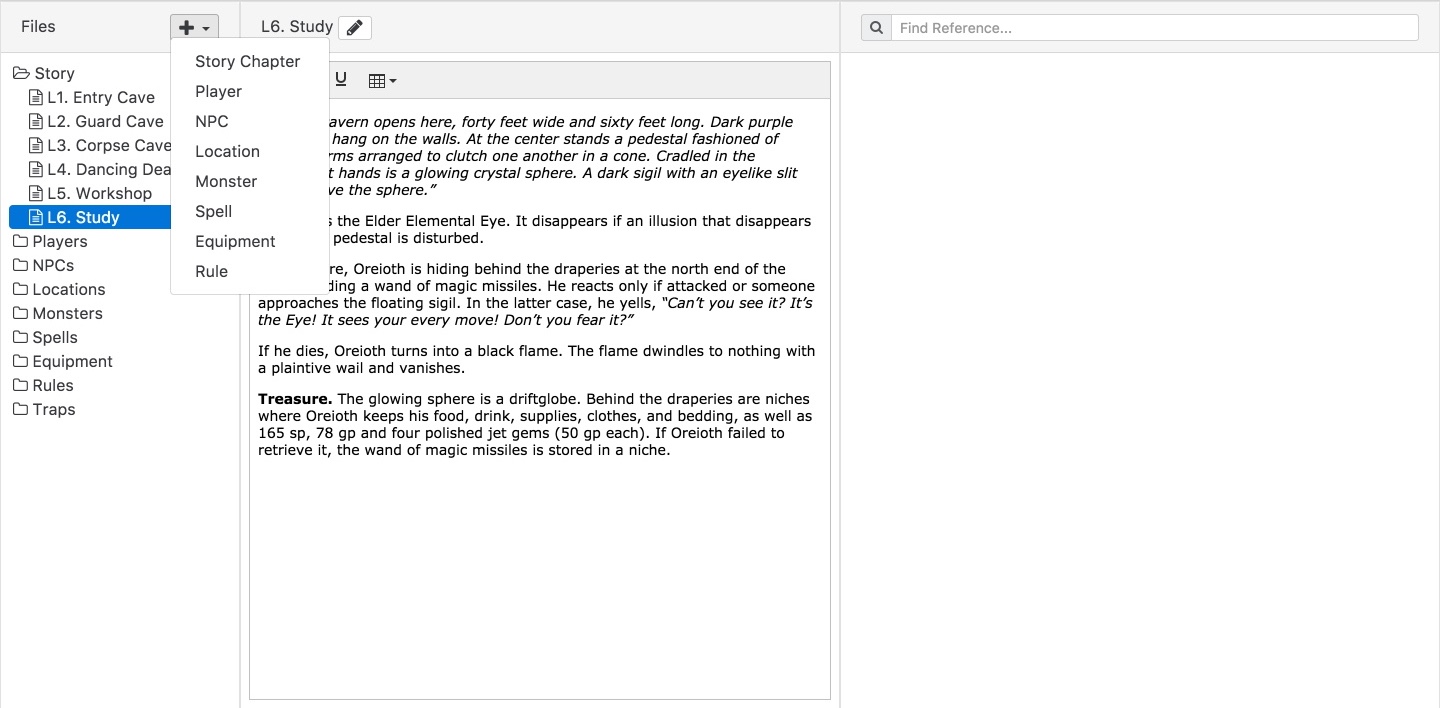 Files
Story
L1. Entry Cave
L2. Guard Cave
L3. Corpse Cave
L4. Dancing Dea
L5. Workshop
L6. Study
Players
NPCs
Locations
Monsters
Spells
Equipment
Rules
Traps
Story Chapter
Player
NPC
Location
Monster
Spell
Equipment
Rule
L6. Study
U
avern opens here, forty feet wide and sixty feet long. Dark purple
hang on the walls. At the center stands a pedestal fashioned of
rms arranged to clutch one another in a cone. Cradled in the
t hands is a glowing crystal sphere. A dark sigil with an eyelike slit
ve the sphere.”
s the Elder Elemental Eye. It disappears if an illusion that disappears
pedestal is disturbed.
re, Oreioth is hiding behind the draperies at the north end of the
ding a wand of magic missiles. He reacts only if attacked or someone
approaches the floating sigil. In the latter case, he yells, “Can’t you see it? It’s
the Eye! It sees your every move! Don’t you fear it?”
If he dies, Oreioth turns into a black flame. The flame dwindles to nothing with
a plaintive wail and vanishes.
Treasure. The glowing sphere is a driftglobe. Behind the draperies are niches
where Oreioth keeps his food, drink, supplies, clothes, and bedding, as well as
165 sp, 78 gp and four polished jet gems (50 gp each). If Oreioth failed to
retrieve it, the wand of magic missiles is stored in a niche.
Find Reference...